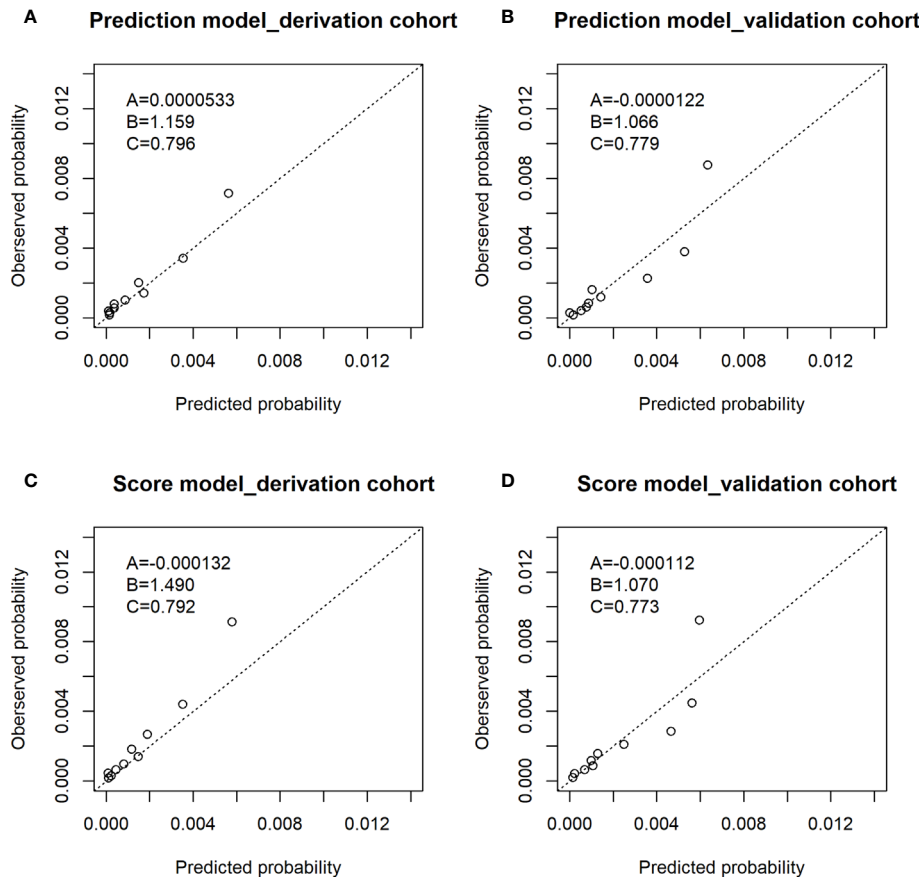 A Prediction model_derivation cohort
A=0.0000533
B=1.159
C=0.796
Oberserved probability
0.000 0.004 0.008 0.012
0.000 0.004 0.008 0.012
Predicted probability
B Prediction model_validation cohort
A=-0.0000122
B=1.066
C=0.779
Oberserved probability
0.000 0.004 0.008 0.012
0.000 0.004 0.008 0.012
Predicted probability
C Score model_derivation cohort
A=-0.000132
B=1.490
C=0.792
Oberserved probability
0.000 0.004 0.008 0.012
0.000 0.004 0.008 0.012
Predicted probability
D Score model_validation cohort
A=-0.000112
B=1.070
C=0.773
Oberserved probability
0.000 0.004 0.008 0.012
0.000 0.004 0.008 0.012
Predicted probability